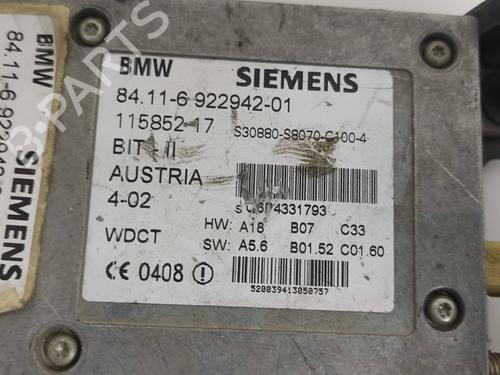 BMW SIEMENS
84.11-6 922942-01
115852-17 S30880-S8070-C100-4
BIT - II
AUSTRIA
4-02
HW: A18 B07 C33
WDCT SW: A5.6 B01.52 C01.60
CE 0408
520039413050757
BMW SIEMENS
84.11-6